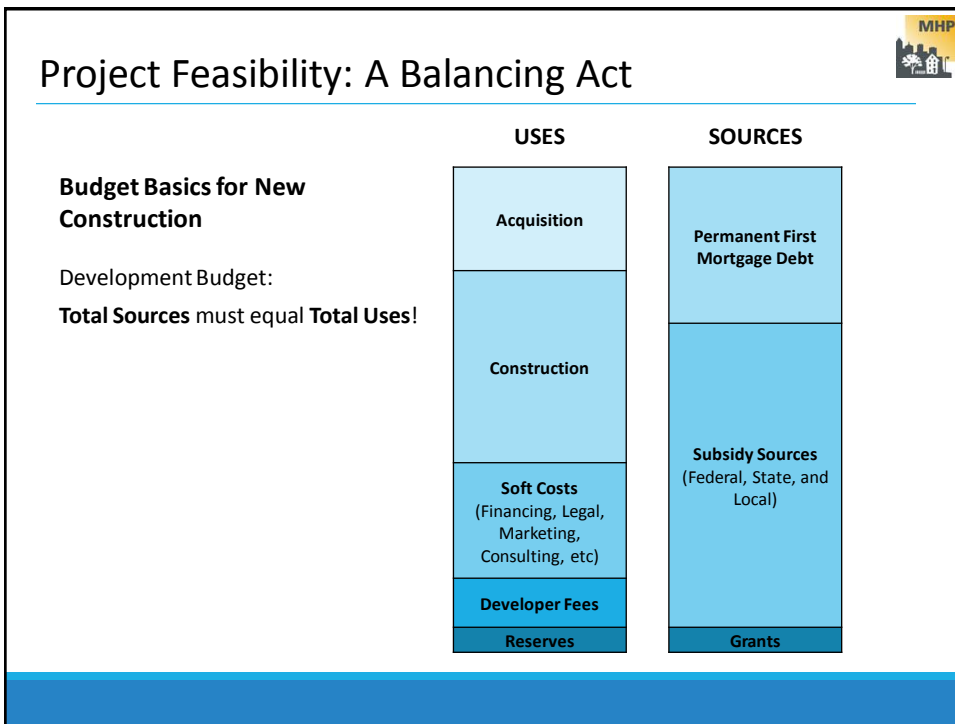 MHP
Project Feasibility: A Balancing Act
Budget Basics for New
Construction
Development Budget:
Total Sources must equal Total Uses!
USES
Acquisition
Construction
Soft Costs
(Financing, Legal,
Marketing,
Consulting, etc)
Developer Fees
Reserves
SOURCES
Permanent First
Mortgage Debt
Subsidy Sources
(Federal, State, and
Local)
Grants